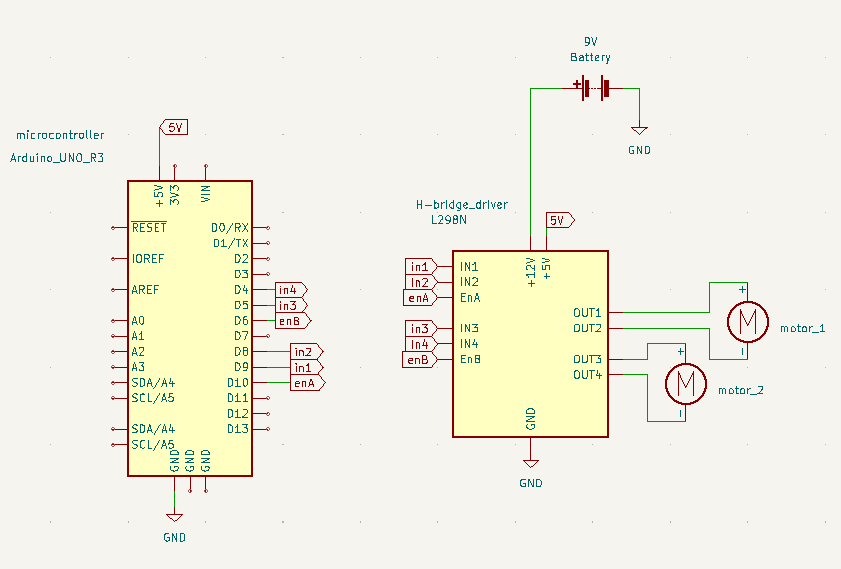 9V
Battery
+
GND
5V
microcontroller
Arduino_UNO_R3
+5V
3V3
VIN
RESET
IOREF
AREF
A0
A1
A2
A3
SDA/A4
SCL/A5
SDA/A4
SCL/A5
D0/RX
D1/TX
D2
D3
D4
D5
D6
D7
D8
D9
D10
D11
D12
D13
in4
in3
enB
in2
in1
enA
GND
GND
GND
GND
H-bridge_driver
L298N
5V
+12V
+5V
in1
In2
enA
in3
In4
enB
IN1
IN2
EnA
IN3
IN4
EnB
OUT1
OUT2
OUT3
OUT4
GND
GND
+
M
-
motor_1
+
M
-
motor_2